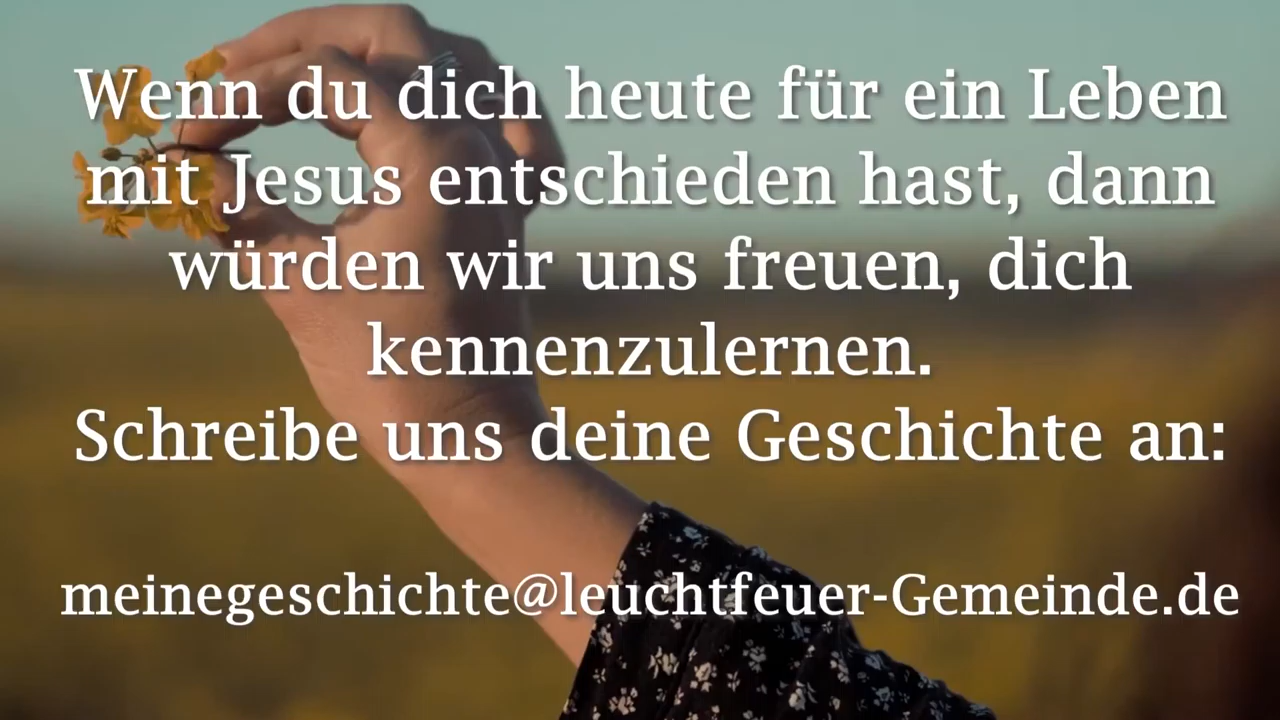 Wenn du dich heute für ein Leben
mit Jesus entschieden hast, dann
würden wir uns freuen, dich
kennenzulernen.
Schreibe uns deine Geschichte an:
meinegeschichte@leuchtfeuer-Gemeinde.de